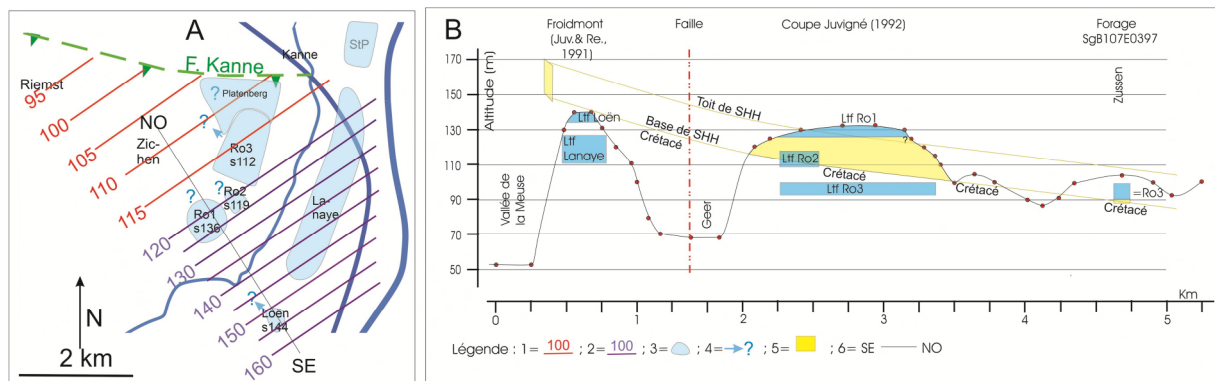 A
StP
Kanne
F. Kanne
Riemst
95
?
Platenberg
100
?
NO
Zichen
105
Ro3
s112
110
?
Ro2
s119
115
?
Ro1
s136
La-
naye
120
130
140
?
Loën
s144
150
160
N
2 km
SE
B
Froidmont
(Juv.& Re.,
1991)
Faille
Coupe Juvigné (1992)
Forage
SgB107E0397
Altitude (m)
170
150
130
110
90
70
50
Toit de SHH
Base de SHH
Crétacé
Ltf Loën
Ltf
Lanaye
Ltf Ro1
?
Ltf Ro2
Crétacé
Ltf Ro3
Crétacé
Zussen
=Ro3
Crétacé
Vallée de
la Meuse
Geer
Km
0 1 2 3 4 5
Légende : 1= 100 ; 2= 100 ; 3= ; 4= ? ; 5= ; 6= SE NO